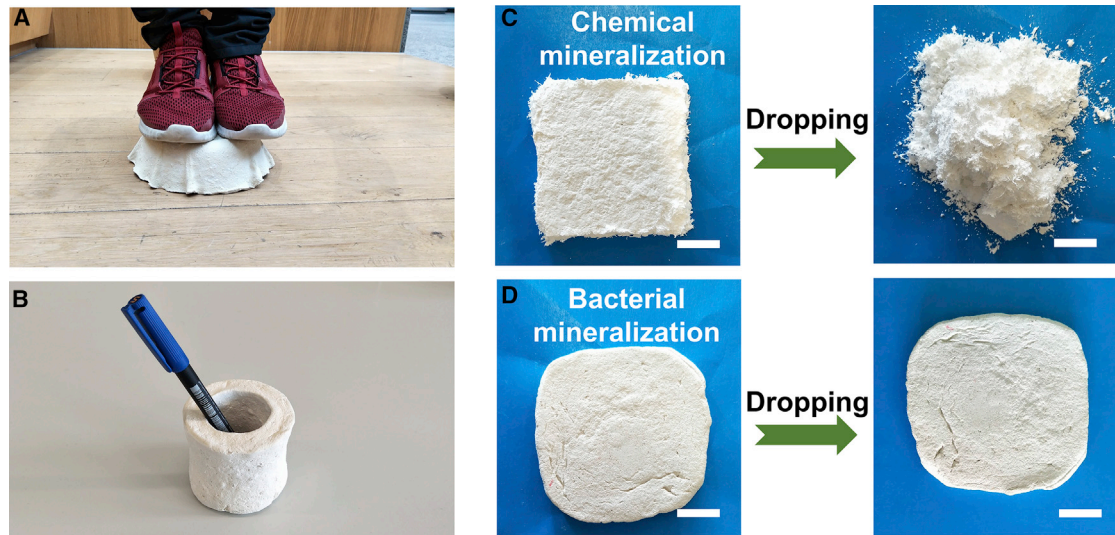 A
B
C
Chemical
mineralization
Dropping
D
Bacterial
mineralization
Dropping